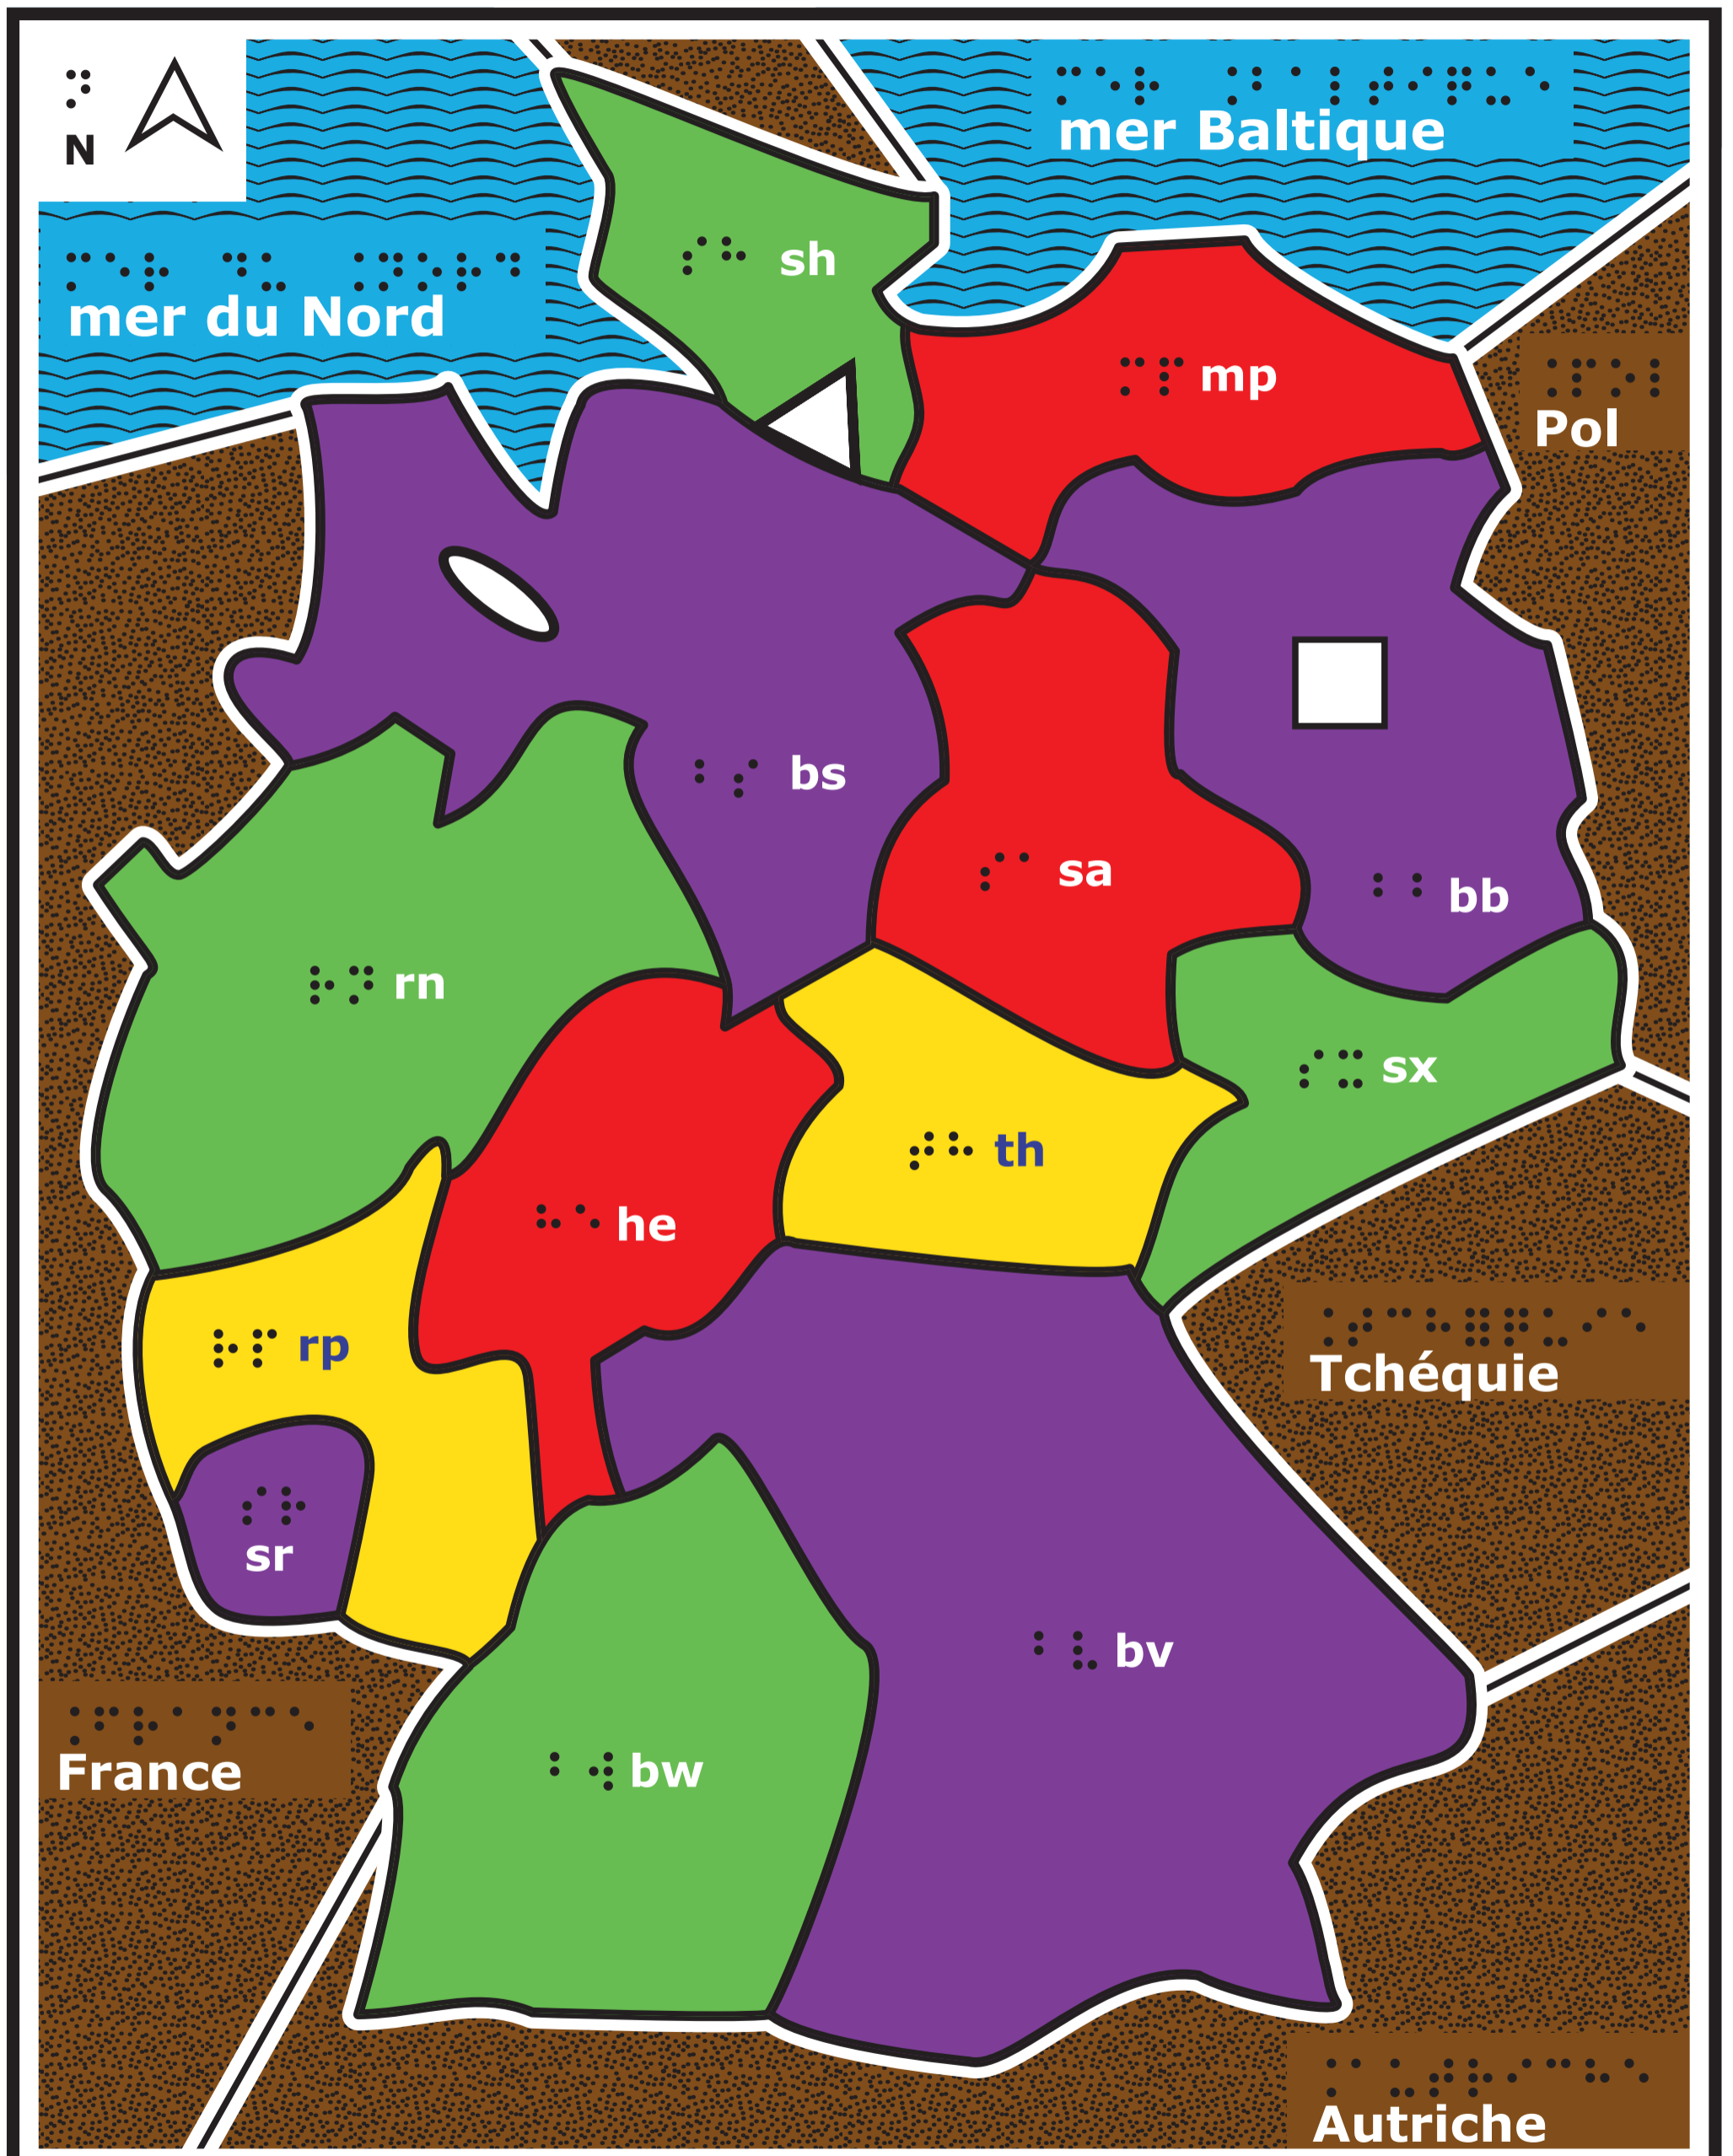 N
mer Baltique
sh
mer du Nord
mp
Pol
bs
sa
bb
rn
sx
th
he
rp
Tchéquie
sr
bv
France
bw
Autriche